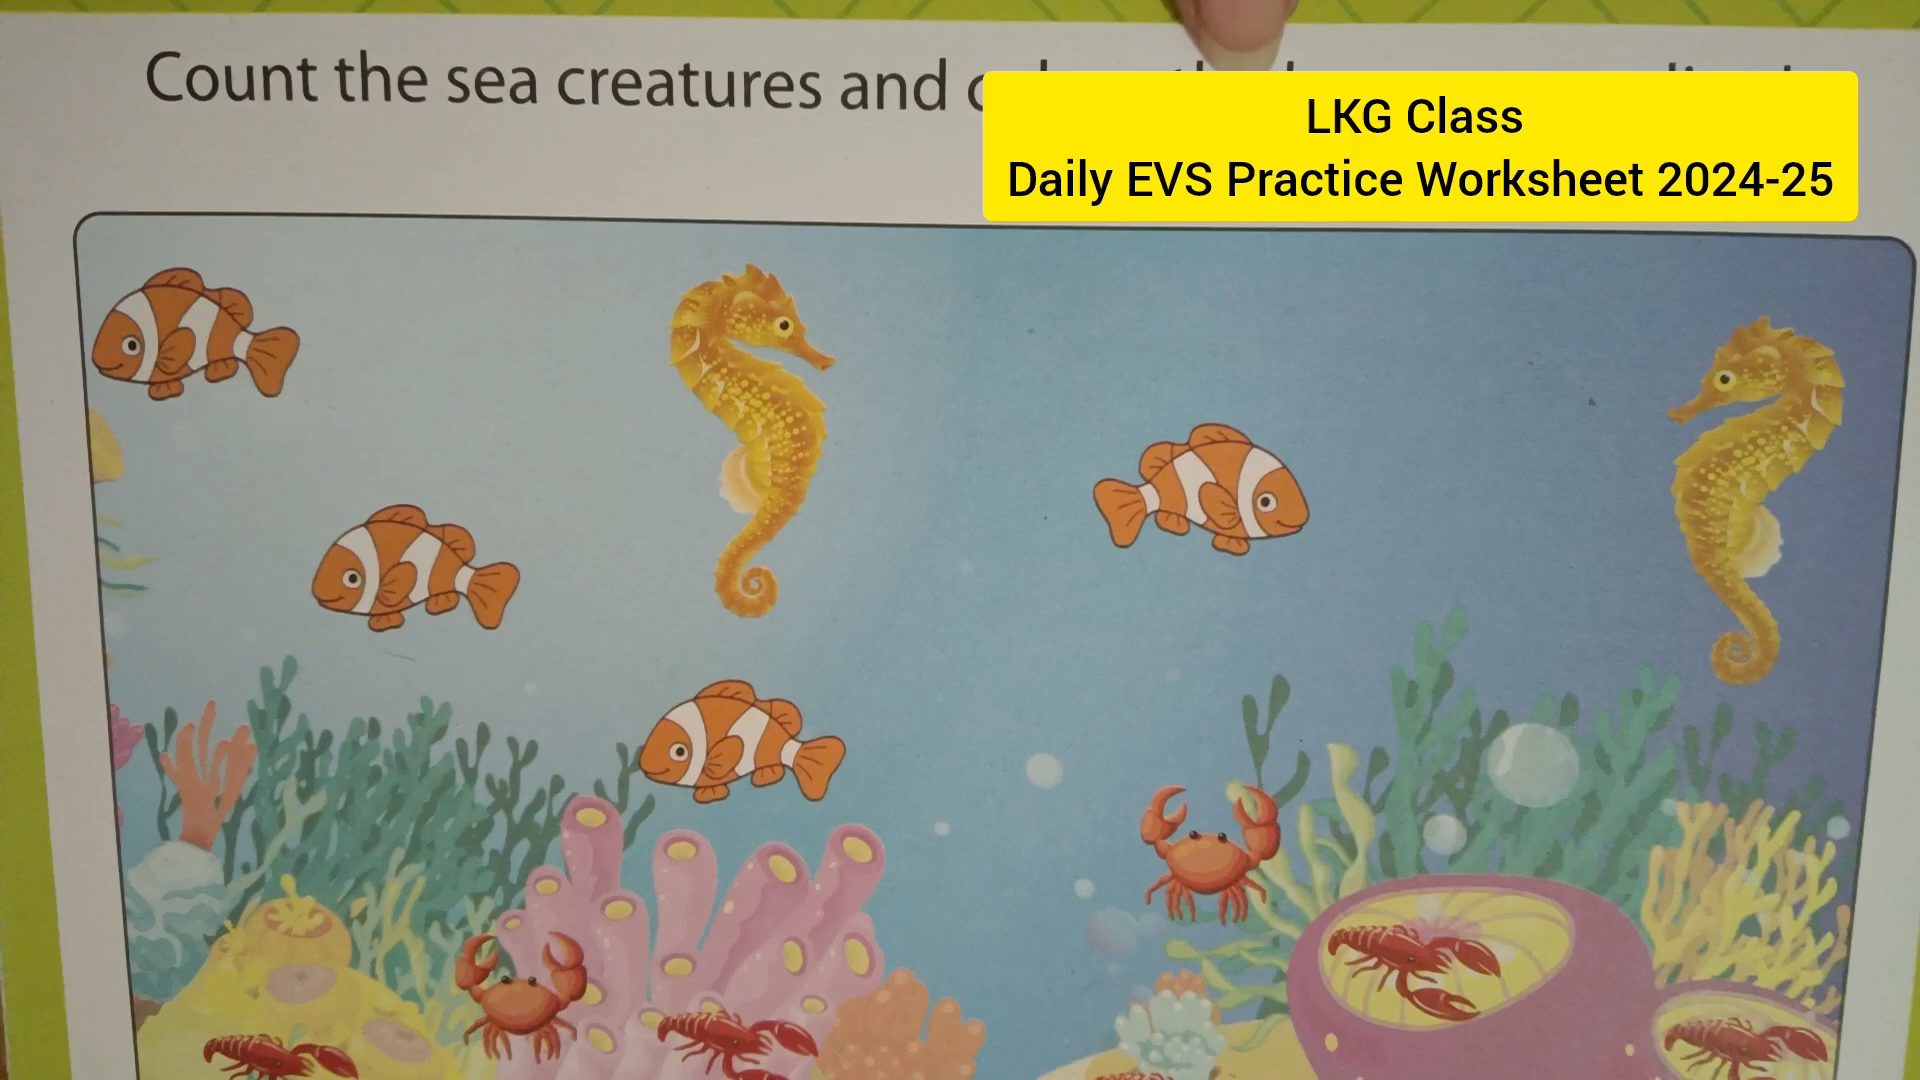 Count the sea creatures and
LKG Class
Daily EVS Practice Worksheet 2024-25